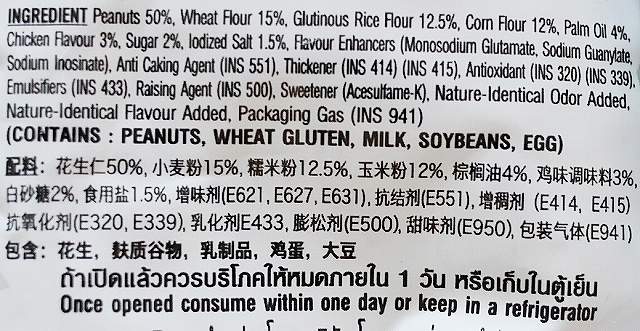 INGREDIENT Peanuts 50%, Wheat Flour 15%, Glutinous Rice Flour 12.5%, Corn Flour 12%, Palm Oil 4%,
Chicken Flavour 3%, Sugar 2%, Iodized Salt 1.5%, Flavour Enhancers (Monosodium Glutamate, Sodium Guanylate,
Sodium Inosinate), Anti Caking Agent (INS 551), Thickener (INS 414) (INS 415), Antioxidant (INS 320) (INS 339),
Emulsifiers (INS 433), Raising Agent (INS 500), Sweetener (Acesulfame-K), Nature-Identical Odor Added,
Nature-Identical Flavour Added, Packaging Gas (INS 941)
(CONTAINS : PEANUTS, WHEAT GLUTEN, MILK, SOYBEANS, EGG)
配料: 花生仁50%, 小麦粉15%, 糯米粉12.5%, 玉米粉12%, 棕榈油4%, 鸡味调味料3%,
白砂糖2%, 食用盐1.5%, 增味剂(E621, E627, E631), 抗结剂(E551), 增稠剂 (E414, E415)
抗氧化剂(E320, E339), 乳化剂E433, 膨松剂(E500), 甜味剂(E950), 包装气体(E941)
包含: 花生, 麸质谷物, 乳制品, 鸡蛋, 大豆
ถ้าเปิดแล้วควรบริโภคให้หมดภายใน 1 วัน หรือเก็บในตู้เย็น
Once opened consume within one day or keep in a refrigerator